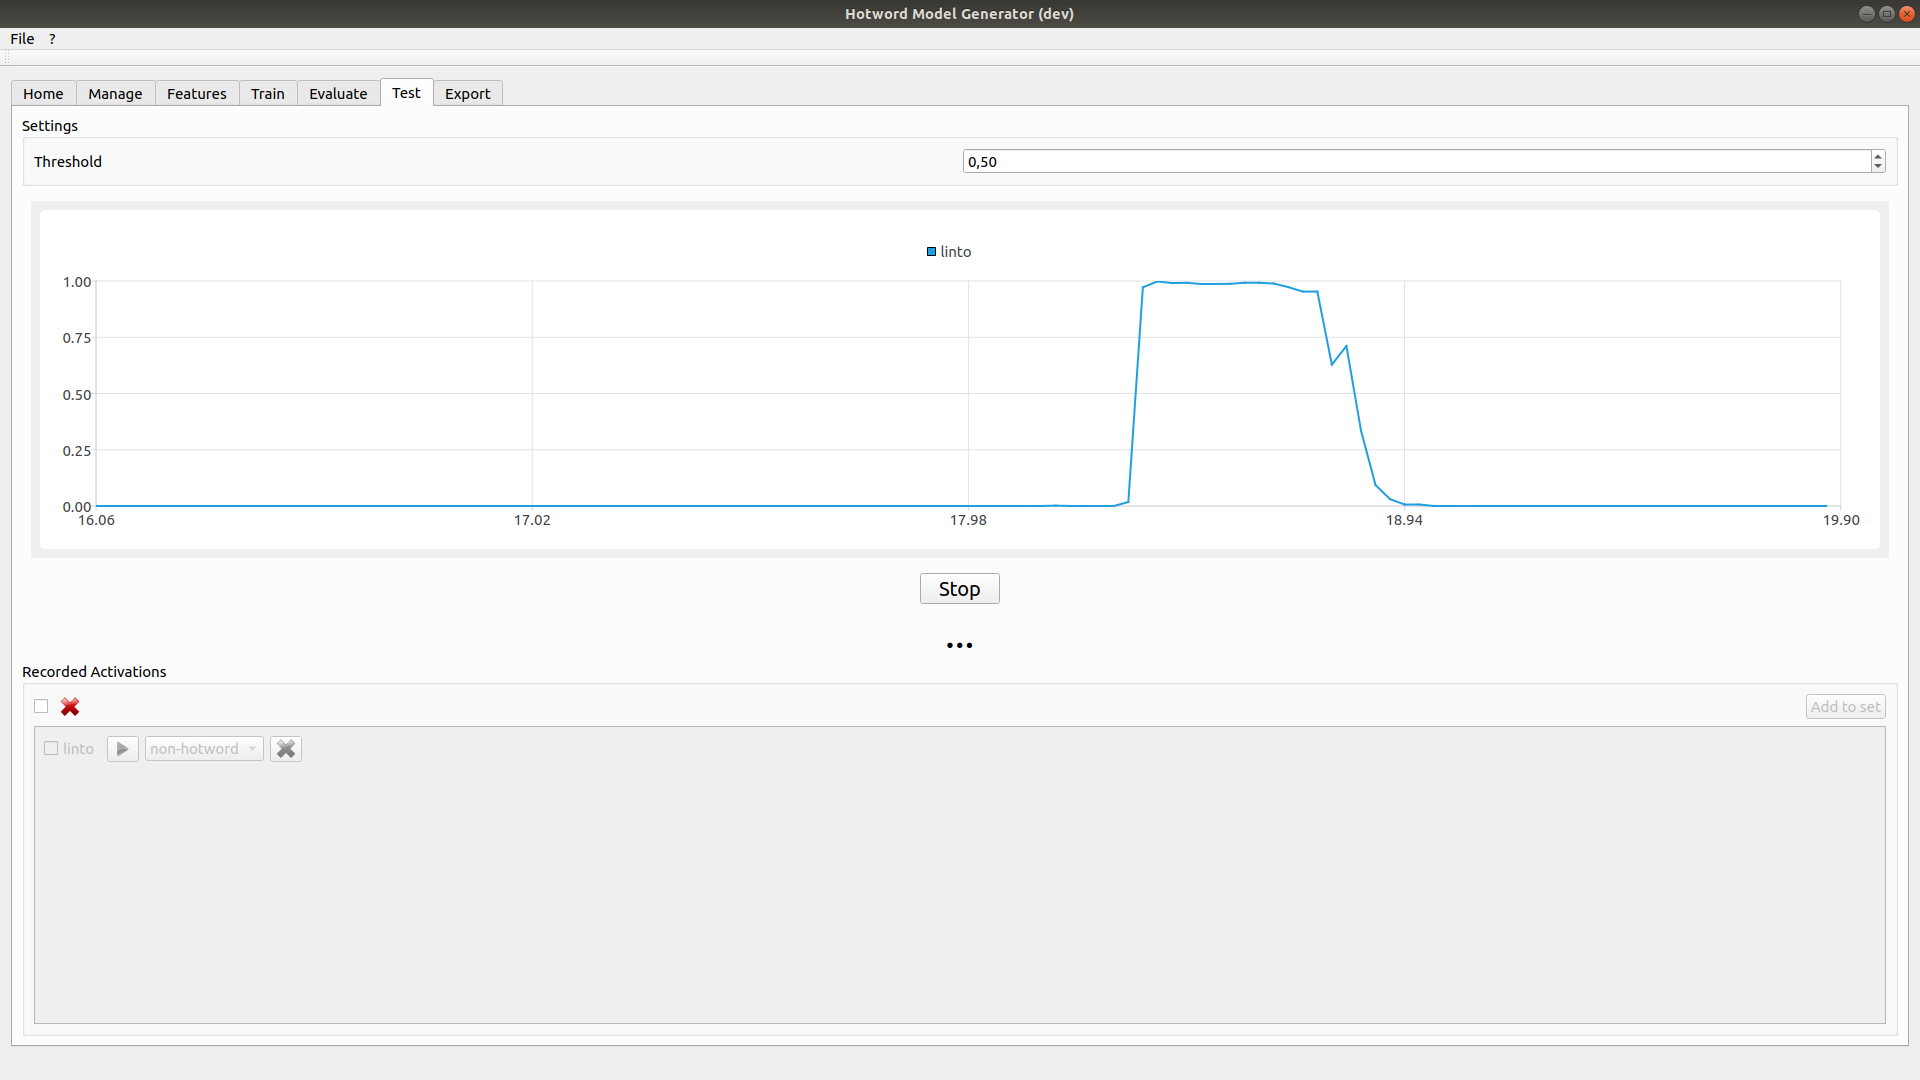 Hotword Model Generator (dev)
File ?
Home Manage Features Train Evaluate Test Export
Settings
Threshold 0,50
linto
1.00
0.75
0.50
0.25
0.00
16.06 17.02 17.98 18.94 19.90
Stop
•••
Recorded Activations
Add to set
linto non-hotword